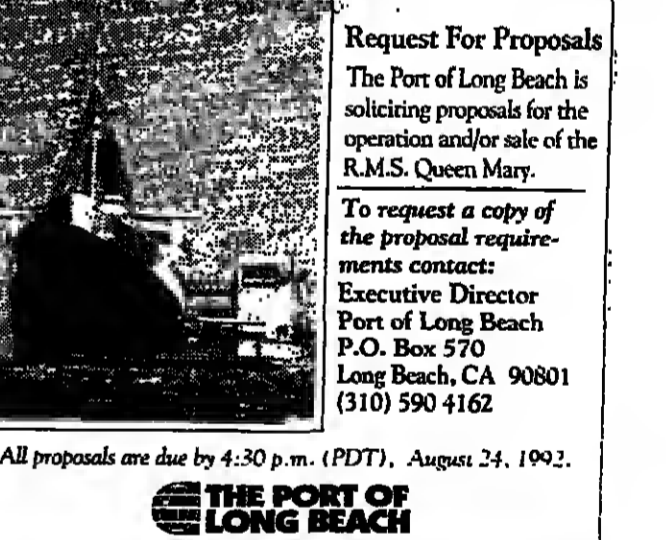 Request For Proposals
The Port of Long Beach is
soliciting proposals for the
operation and/or sale of the
R.M.S. Queen Mary.
To request a copy of
the proposal require-
ments contact:
Executive Director
Port of Long Beach
P.O. Box 570
Long Beach, CA 90801
(310) 590 4162
All proposals are due by 4:30 p.m. (PDT), August 24, 1992.
THE PORT OF
LONG BEACH